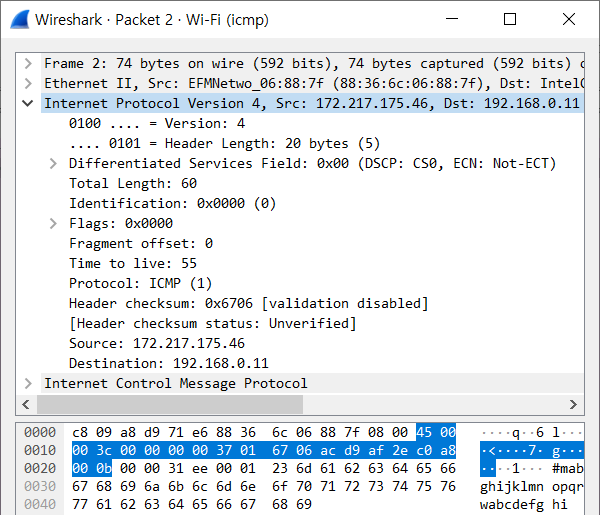 Wireshark · Packet 2 · Wi-Fi (icmp)
Frame 2: 74 bytes on wire (592 bits), 74 bytes captured (592 bits) o
Ethernet II, Src: EFMNetwo_06:88:7f (88:36:6c:06:88:7f), Dst: IntelC
Internet Protocol Version 4, Src: 172.217.175.46, Dst: 192.168.0.11
0100 .... = Version: 4
.... 0101 = Header Length: 20 bytes (5)
Differentiated Services Field: 0x00 (DSCP: CS0, ECN: Not-ECT)
Total Length: 60
Identification: 0x0000 (0)
Flags: 0x0000
Fragment offset: 0
Time to live: 55
Protocol: ICMP (1)
Header checksum: 0x6706 [validation disabled]
[Header checksum status: Unverified]
Source: 172.217.175.46
Destination: 192.168.0.11
Internet Control Message Protocol
0000 c8 09 a8 d9 71 e6 88 36 6c 06 88 7f 08 00 45 00 ····q··6l·····E·
0010 00 3c 00 00 00 00 37 01 67 06 ac d9 af 2e c0 a8 ·<····7·g····.··
0020 00 0b 00 00 31 ee 00 01 23 6d 61 62 63 64 65 66 ····1···#mab
0030 67 68 69 6a 6b 6c 6d 6e 6f 70 71 72 73 74 75 76 ghijklmnopqr
0040 77 61 62 63 64 65 66 67 68 69 wabcdefghi